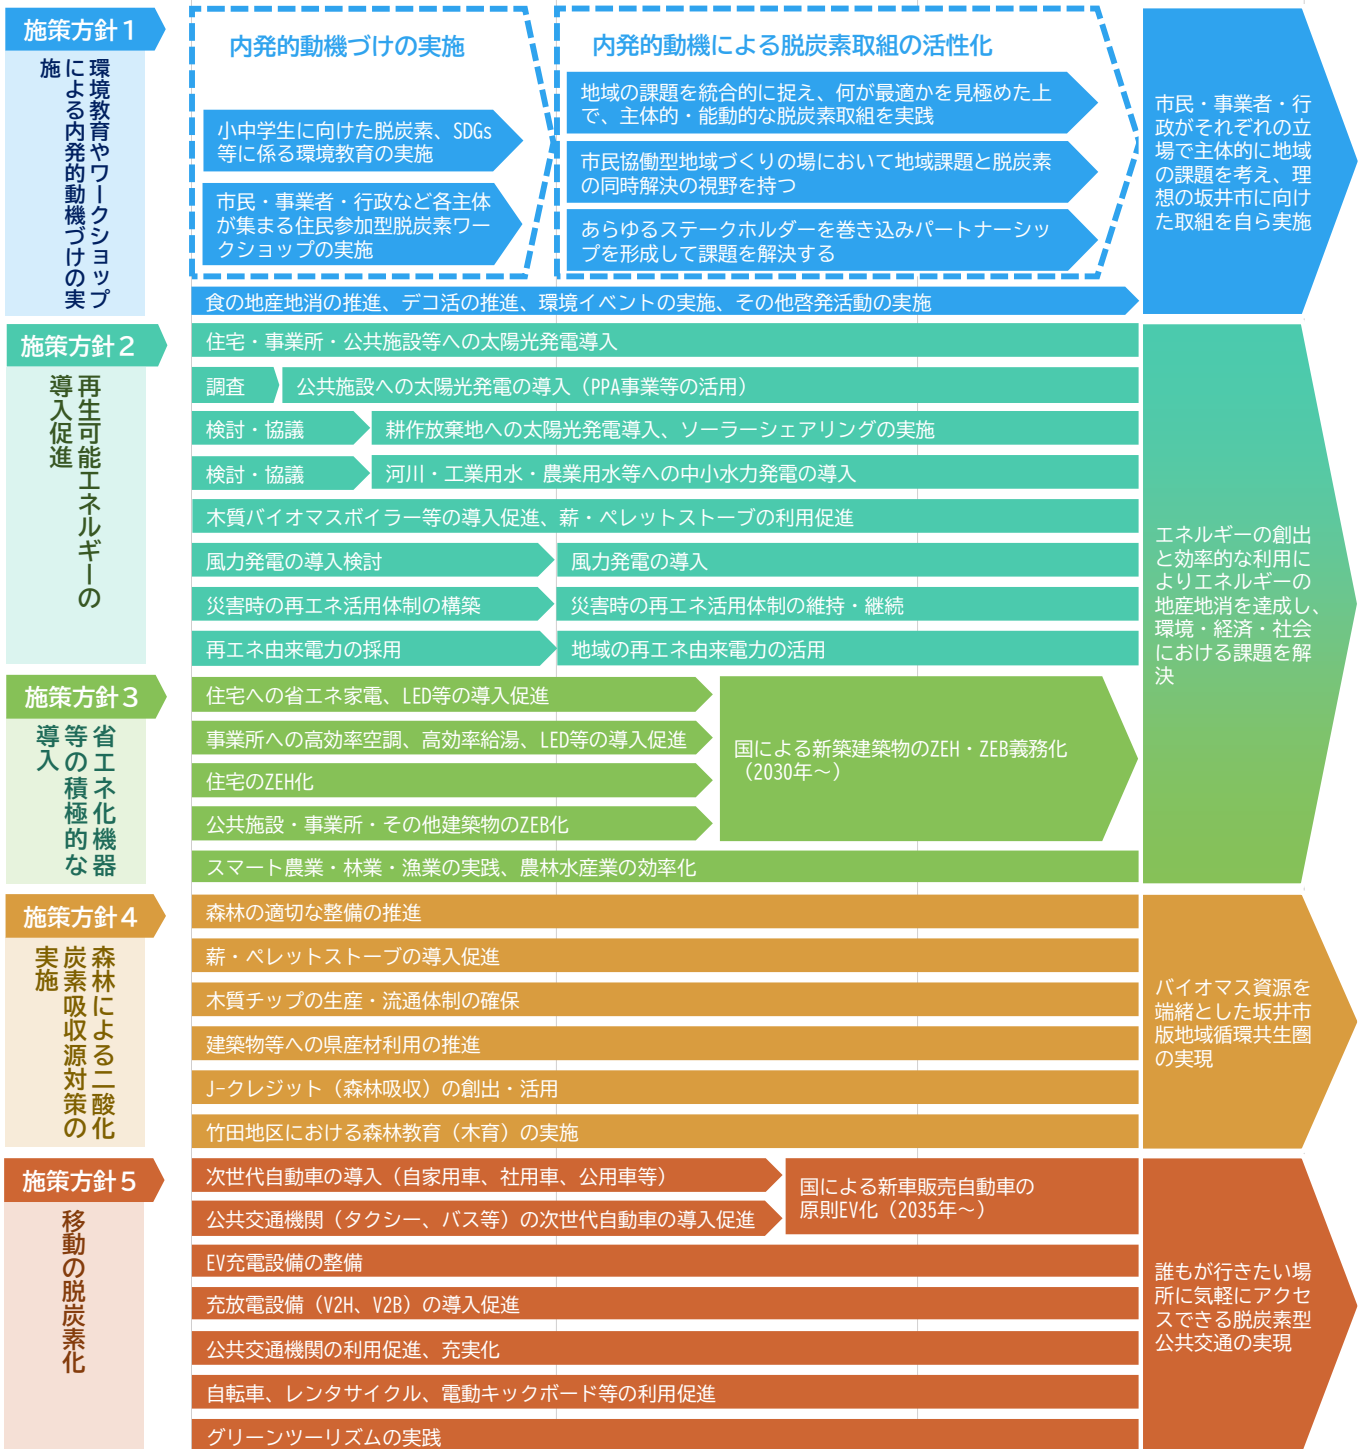 施策方針１
環境教育やワークショップ
による内発的動機づけの実
施
内発的動機づけの実施
小中学生に向けた脱炭素、SDGs
等に係る環境教育の実施
市民・事業者・行政など各主体
が集まる住民参加型脱炭素ワー
クショップの実施
内発的動機による脱炭素取組の活性化
地域の課題を統合的に捉え、何が最適かを見極めた上
で、主体的・能動的な脱炭素取組を実践
市民協働型地域づくりの場において地域課題と脱炭素
の同時解決の視野を持つ
あらゆるステークホルダーを巻き込みパートナーシッ
プを形成して課題を解決する
食の地産地消の推進、デコ活の推進、環境イベントの実施、その他啓発活動の実施
市民・事業者・行
政がそれぞれの立
場で主体的に地域
の課題を考え、理
想の坂井市に向け
た取組を自ら実施
施策方針２
再生可能エネルギーの
導入促進
住宅・事業所・公共施設等への太陽光発電導入
調査
公共施設への太陽光発電の導入（PPA事業等の活用）
検討・協議
耕作放棄地への太陽光発電導入、ソーラーシェアリングの実施
検討・協議
河川・工業用水・農業用水等への中小水力発電の導入
木質バイオマスボイラー等の導入促進、薪・ペレットストーブの利用促進
風力発電の導入検討
風力発電の導入
災害時の再エネ活用体制の構築
災害時の再エネ活用体制の維持・継続
再エネ由来電力の採用
地域の再エネ由来電力の活用
エネルギーの創出
と効率的な利用に
よりエネルギーの
地産地消を達成し、
環境・経済・社会
における課題を解
決
施策方針３
省エネ化機器
等の積極的な
導入
住宅への省エネ家電、LED等の導入促進
事業所への高効率空調、高効率給湯、LED等の導入促進
住宅のZEH化
公共施設・事業所・その他建築物のZEB化
国による新築建築物のZEH・ZEB義務化
（2030年～）
スマート農業・林業・漁業の実践、農林水産業の効率化
施策方針４
森林による二酸化
炭素吸収源対策の
実施
森林の適切な整備の推進
薪・ペレットストーブの導入促進
木質チップの生産・流通体制の確保
建築物等への県産材利用の推進
J-クレジット（森林吸収）の創出・活用
竹田地区における森林教育（木育）の実施
バイオマス資源を
端緒とした坂井市
版地域循環共生圏
の実現
施策方針５
移動の脱炭素化
次世代自動車の導入（自家用車、社用車、公用車等）
公共交通機関（タクシー、バス等）の次世代自動車の導入促進
国による新車販売自動車の
原則EV化（2035年～）
EV充電設備の整備
充放電設備（V2H、V2B）の導入促進
公共交通機関の利用促進、充実化
自転車、レンタサイクル、電動キックボード等の利用促進
グリーンツーリズムの実践
誰もが行きたい場
所に気軽にアクセ
スできる脱炭素型
公共交通の実現